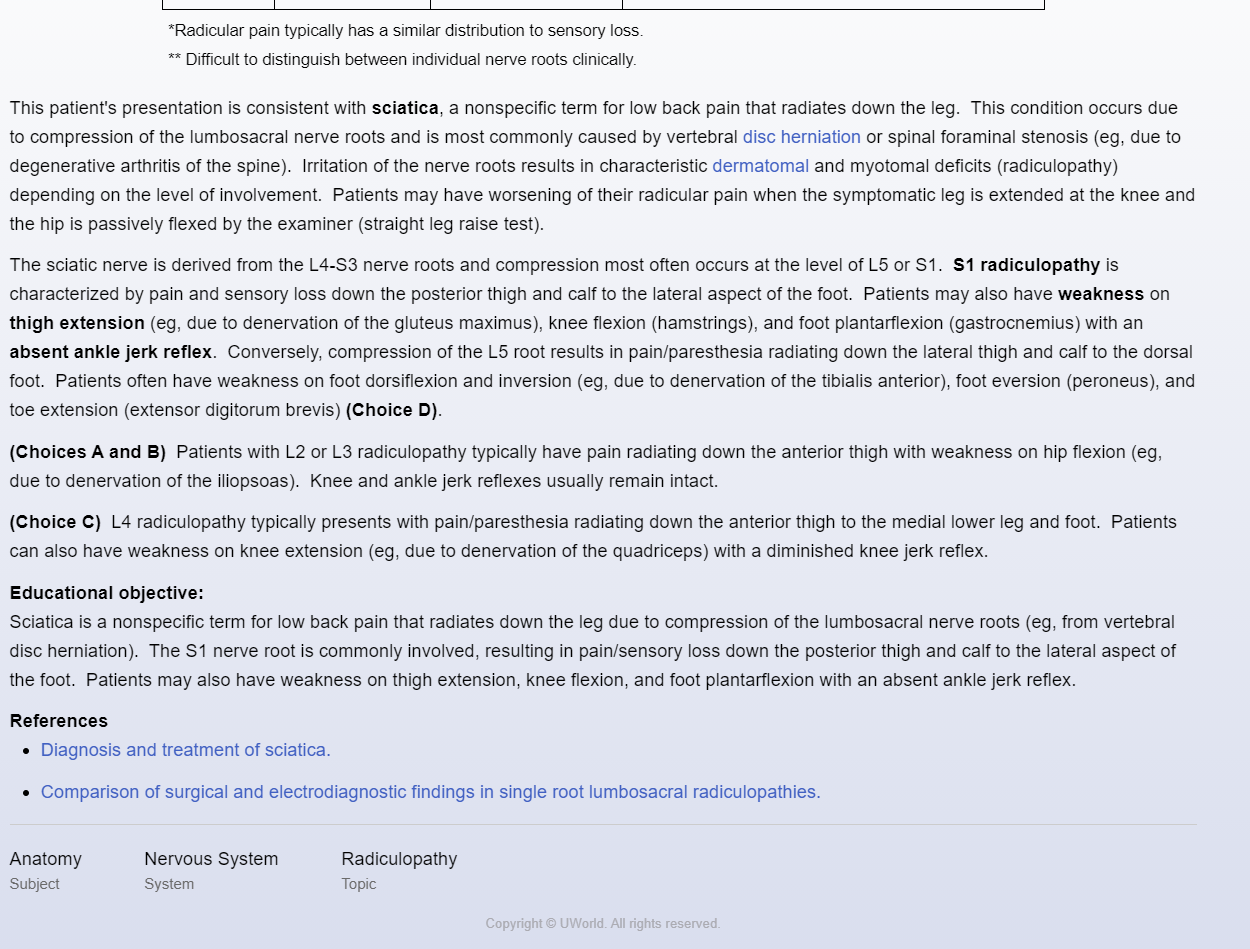 *Radicular pain typically has a similar distribution to sensory loss.
** Difficult to distinguish between individual nerve roots clinically.
This patient's presentation is consistent with sciatica, a nonspecific term for low back pain that radiates down the leg.  This condition occurs due
to compression of the lumbosacral nerve roots and is most commonly caused by vertebral disc herniation or spinal foraminal stenosis (eg, due to
degenerative arthritis of the spine).  Irritation of the nerve roots results in characteristic dermatomal and myotomal deficits (radiculopathy)
depending on the level of involvement.  Patients may have worsening of their radicular pain when the symptomatic leg is extended at the knee and
the hip is passively flexed by the examiner (straight leg raise test).
The sciatic nerve is derived from the L4-S3 nerve roots and compression most often occurs at the level of L5 or S1.  S1 radiculopathy is
characterized by pain and sensory loss down the posterior thigh and calf to the lateral aspect of the foot.  Patients may also have weakness on
thigh extension (eg, due to denervation of the gluteus maximus), knee flexion (hamstrings), and foot plantarflexion (gastrocnemius) with an
absent ankle jerk reflex.  Conversely, compression of the L5 root results in pain/paresthesia radiating down the lateral thigh and calf to the dorsal
foot.  Patients often have weakness on foot dorsiflexion and inversion (eg, due to denervation of the tibialis anterior), foot eversion (peroneus), and
toe extension (extensor digitorum brevis) (Choice D).
(Choices A and B)  Patients with L2 or L3 radiculopathy typically have pain radiating down the anterior thigh with weakness on hip flexion (eg,
due to denervation of the iliopsoas).  Knee and ankle jerk reflexes usually remain intact.
(Choice C)  L4 radiculopathy typically presents with pain/paresthesia radiating down the anterior thigh to the medial lower leg and foot.  Patients
can also have weakness on knee extension (eg, due to denervation of the quadriceps) with a diminished knee jerk reflex.
Educational objective:
Sciatica is a nonspecific term for low back pain that radiates down the leg due to compression of the lumbosacral nerve roots (eg, from vertebral
disc herniation).  The S1 nerve root is commonly involved, resulting in pain/sensory loss down the posterior thigh and calf to the lateral aspect of
the foot.  Patients may also have weakness on thigh extension, knee flexion, and foot plantarflexion with an absent ankle jerk reflex.
References
• Diagnosis and treatment of sciatica.
• Comparison of surgical and electrodiagnostic findings in single root lumbosacral radiculopathies.
Anatomy Nervous System Radiculopathy
Subject System Topic
Copyright © UWorld. All rights reserved.